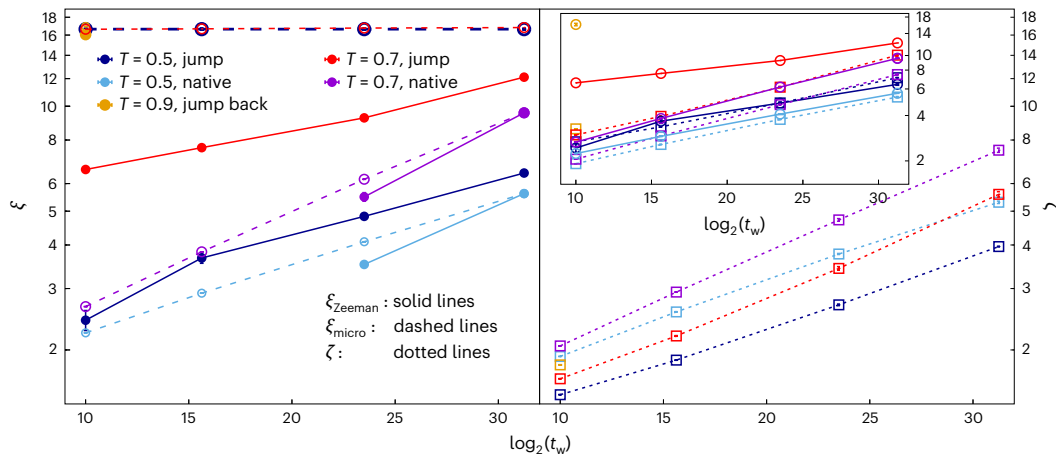 18
16
14
12
10
8
6
5
4
3
2
ξ
T = 0.5, jump
T = 0.7, jump
T = 0.5, native
T = 0.7, native
T = 0.9, jump back
ξZeeman : solid lines
ξmicro : dashed lines
ζ : dotted lines
10 15 20 25 30
log2(tw)
18
16
14
12
10
8
6
4
2
10 15 20 25 30
log2(tw)
18
16
14
12
10
8
6
5
4
3
2
ζ
10 15 20 25 30
log2(tw)